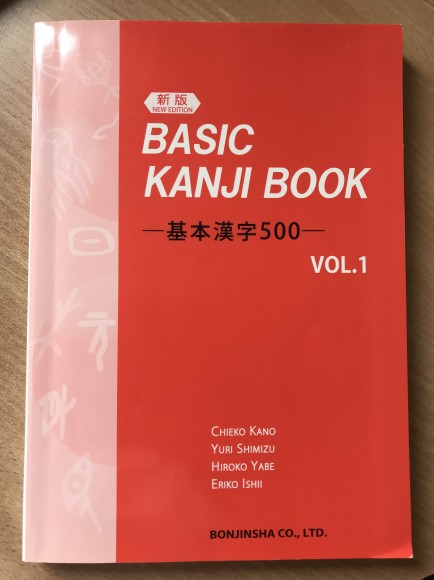 新版
NEW EDITION
BASIC
KANJI BOOK
―基本漢字500―
VOL.1
CHIEKO KANO
YURI SHIMIZU
HIROKO YABE
ERIKO ISHII
BONJINSHA CO., LTD.